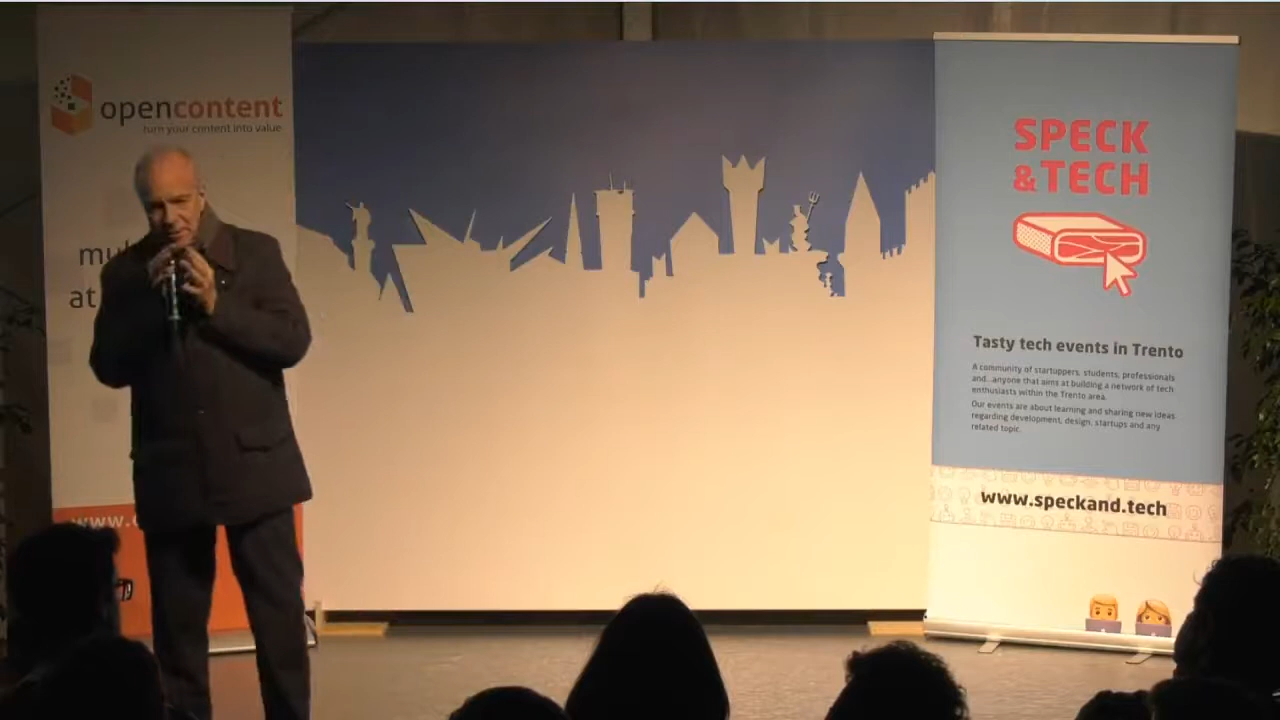 opencontent
turn your content into value
mu
at
www.
SPECK
&TECH
Tasty tech events in Trento
A community of startuppers, students, professionals
and...anyone that aims at building a network of tech
enthusiasts within the Trento area.
Our events are about learning and sharing new ideas
regarding development, design, startups and any
related topic.
www.speckand.tech